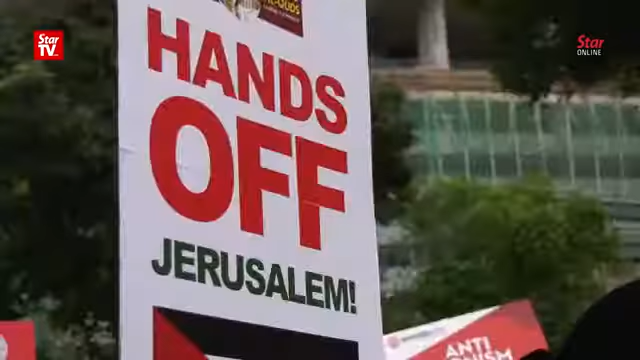 Star
TV
Star
ONLINE
HANDS
OFF
JERUSALEM!
ANTI